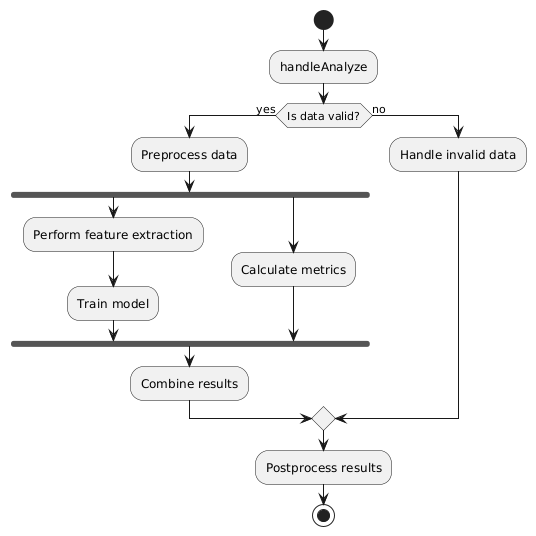 handleAnalyze
Is data valid?
yes
no
Preprocess data
Handle invalid data
Perform feature extraction
Calculate metrics
Train model
Combine results
Postprocess results